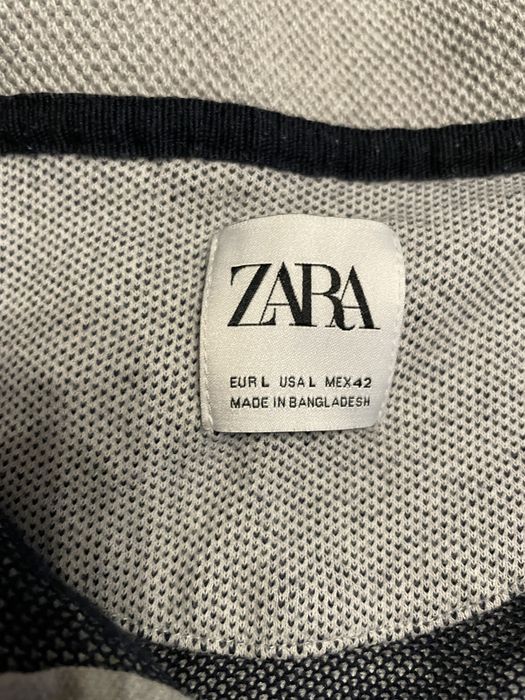 ZARA
EUR L USA L MEX 42
MADE IN BANGLADESH